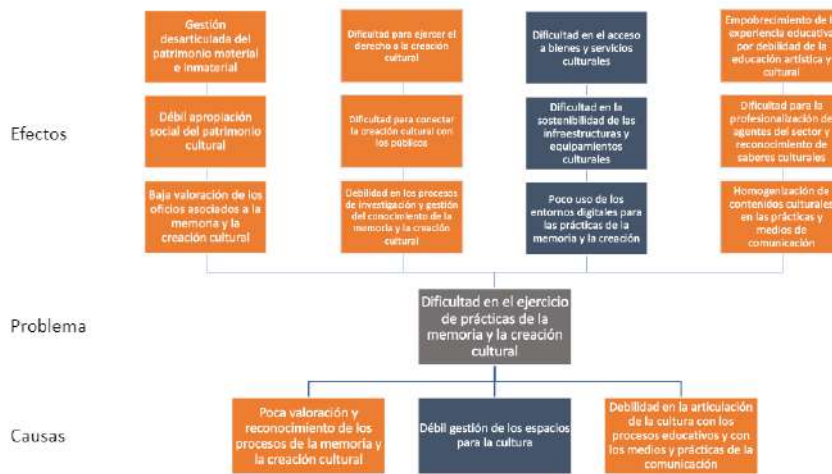 Gestión
desarticulada del
patrimonio material
e inmaterial
Dificultad para ejercer el
derecho a la creación
cultural
Dificultad en el acceso
a bienes y servicios
culturales
Empobrecimiento de
experiencia educativa
por debilidad de la
educación artística y
cultural
Efectos
Débil apropiación
social del patrimonio
cultural
Dificultad para conectar
la creación cultural con
los públicos
Dificultad en la
sostenibilidad de las
infraestructuras y
equipamientos
culturales
Dificultad para la
profesionalización de
agentes del sector y
reconocimiento de
saberes culturales
Baja valoración de los
oficios asociados a la
memoria y la
creación cultural
Debilidad en los procesos
de investigación y gestión
del conocimiento de la
memoria y la creación
cultural
Poco uso de los
entornos digitales para
las prácticas de la
memoria y la creación
Homogenización de
contenidos culturales
en las prácticas y
medios de
comunicación
Problema
Dificultad en el ejercicio
de prácticas de la
memoria y la creación
cultural
Causas
Poca valoración y
reconocimiento de los
procesos de la memoria y
la creación cultural
Débil gestión de los espacios
para la cultura
Debilidad en la articulación
de la cultura con los
procesos educativos y con
los medios y prácticas de la
comunicación